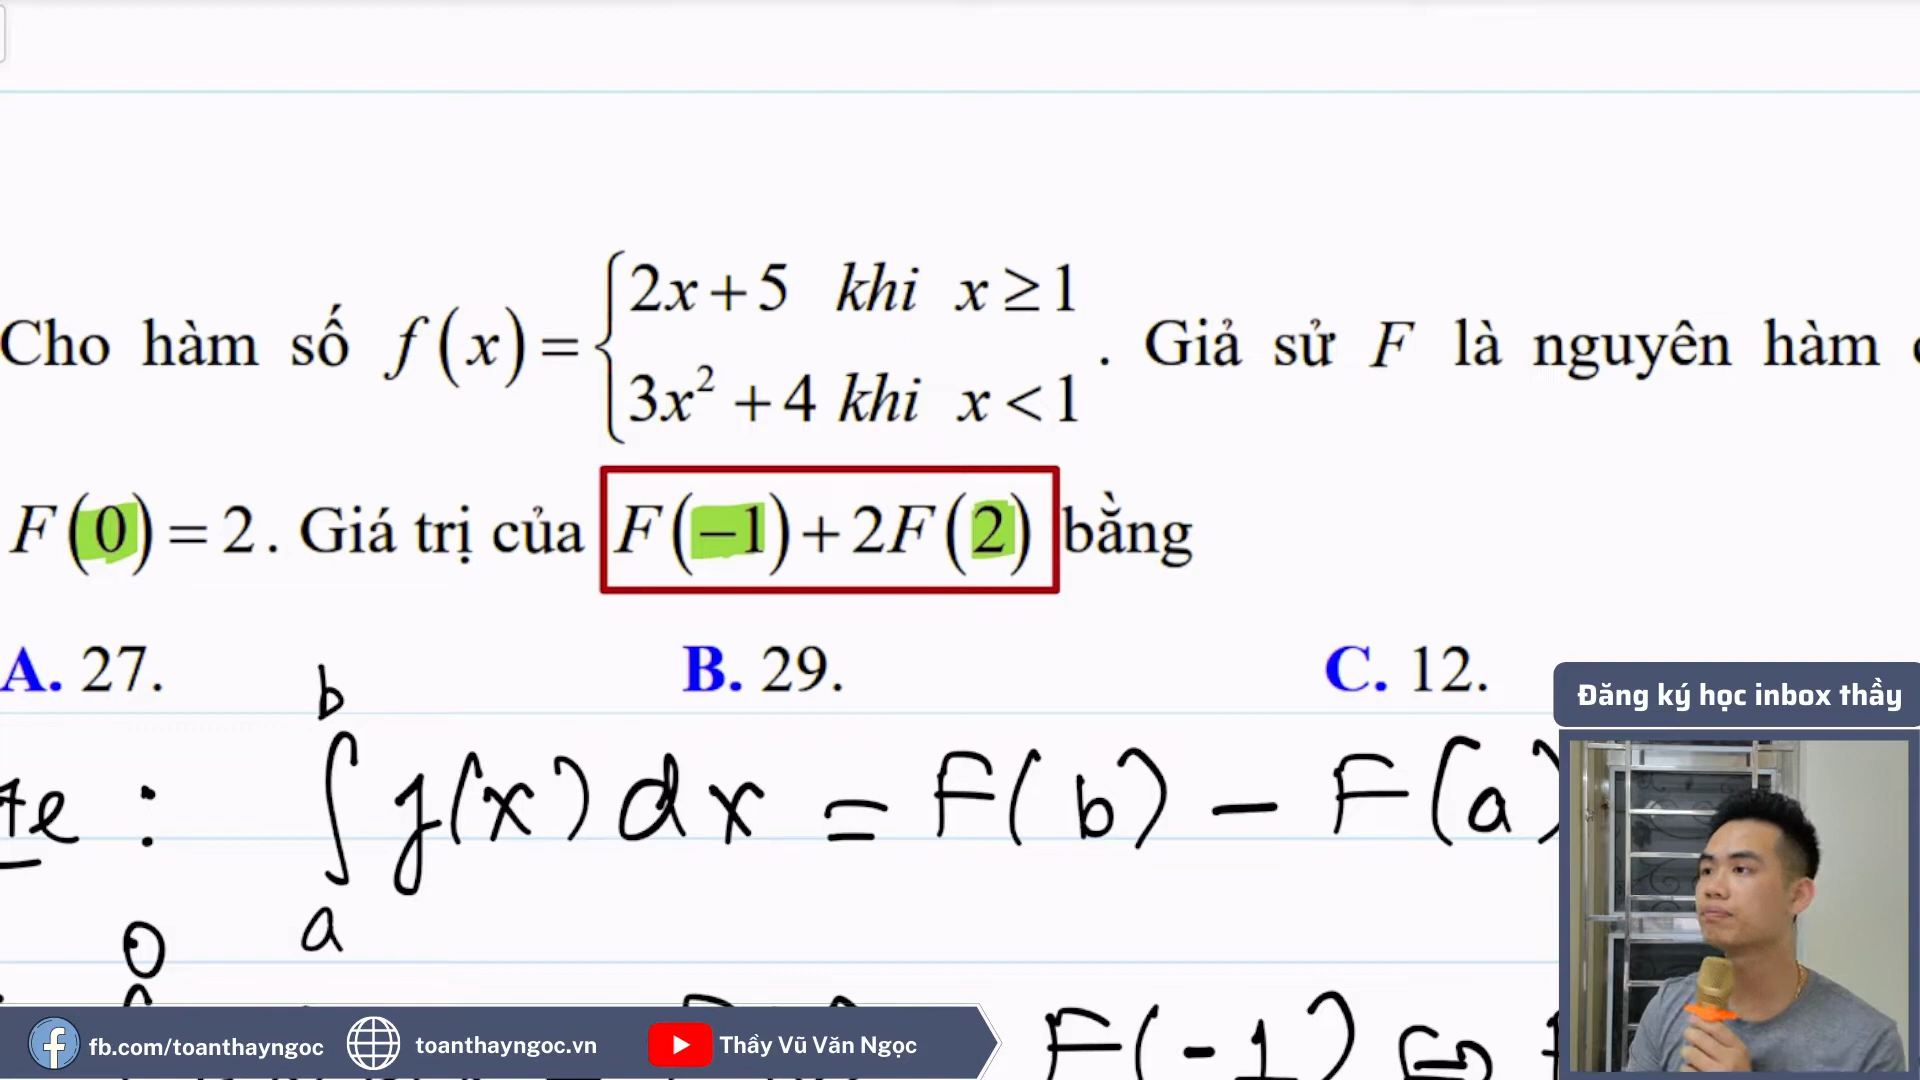 Cho hàm số f(x) = { 2x + 5 khi x ≥ 1
3x² + 4 khi x < 1 . Giả sử F là nguyên hàm
F(0) = 2. Giá trị của F(−1) + 2F(2) bằng
A. 27. B. 29. C. 12.
Đăng ký học inbox thầy
: ∫ₐᵇ f(x) dx = F(b) − F(a)
0
F(-1)
fb.com/toanthayngoc toanthayngoc.vn Thầy Vũ Văn Ngọc